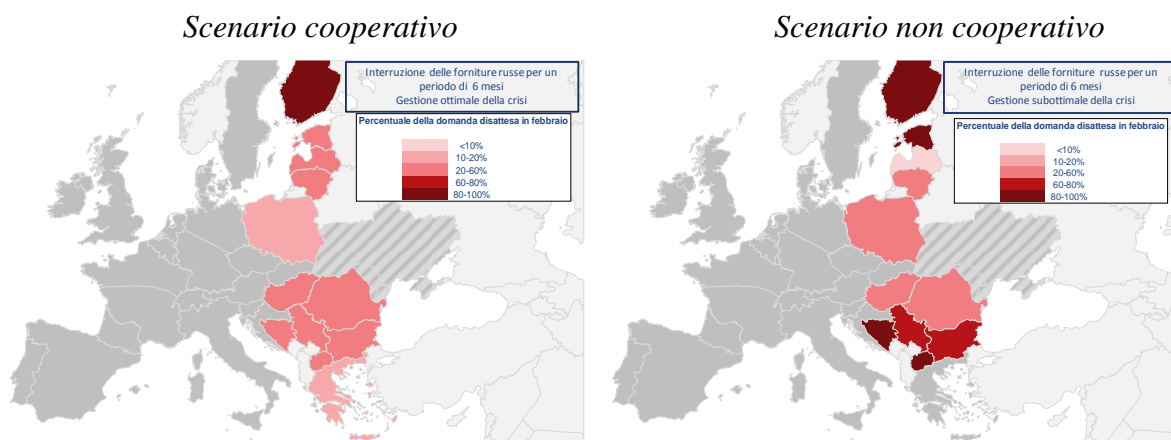 Scenario cooperativo
Interruzione delle forniture russe per un
periodo di 6 mesi
Gestione ottimale della crisi
Percentuale della domanda disattesa in febbraio
<10%
10-20%
20-60%
60-80%
80-100%
Scenario non cooperativo
Interruzione delle forniture russe per un
periodo di 6 mesi
Gestione subottimale della crisi
Percentuale della domanda disattesa in febbraio
<10%
10-20%
20-60%
60-80%
80-100%